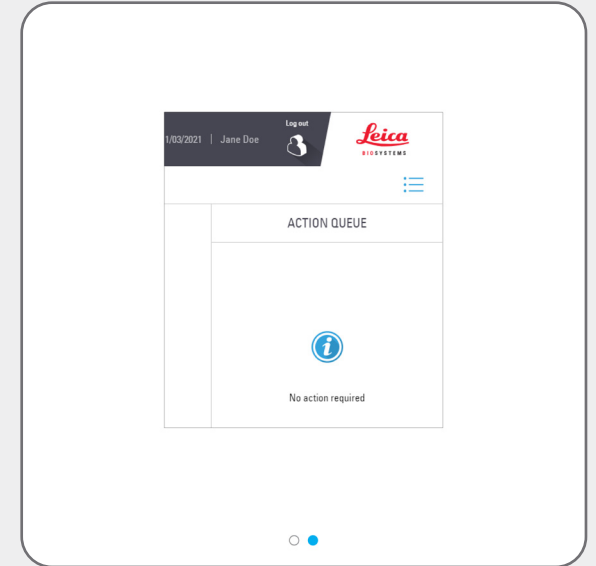 Log out
1/03/2021 | Jane Doe
Leica
BIOSYSTEMS
ACTION QUEUE
i
No action required